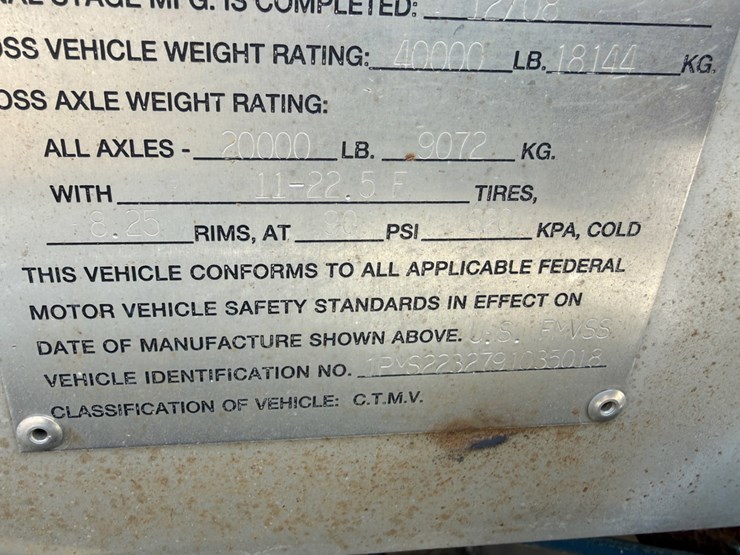 AL STAGE MFG. IS COMPLETED: 12/08
SS VEHICLE WEIGHT RATING: 40000 LB. 18144 KG.
OSS AXLE WEIGHT RATING:
ALL AXLES - 20000 LB. 9072 KG.
WITH 11-22.5 F TIRES,
8.25 RIMS, AT PSI KPA, COLD
THIS VEHICLE CONFORMS TO ALL APPLICABLE FEDERAL
MOTOR VEHICLE SAFETY STANDARDS IN EFFECT ON
DATE OF MANUFACTURE SHOWN ABOVE. U.S. FMVSS
VEHICLE IDENTIFICATION NO.
CLASSIFICATION OF VEHICLE: C.T.M.V.